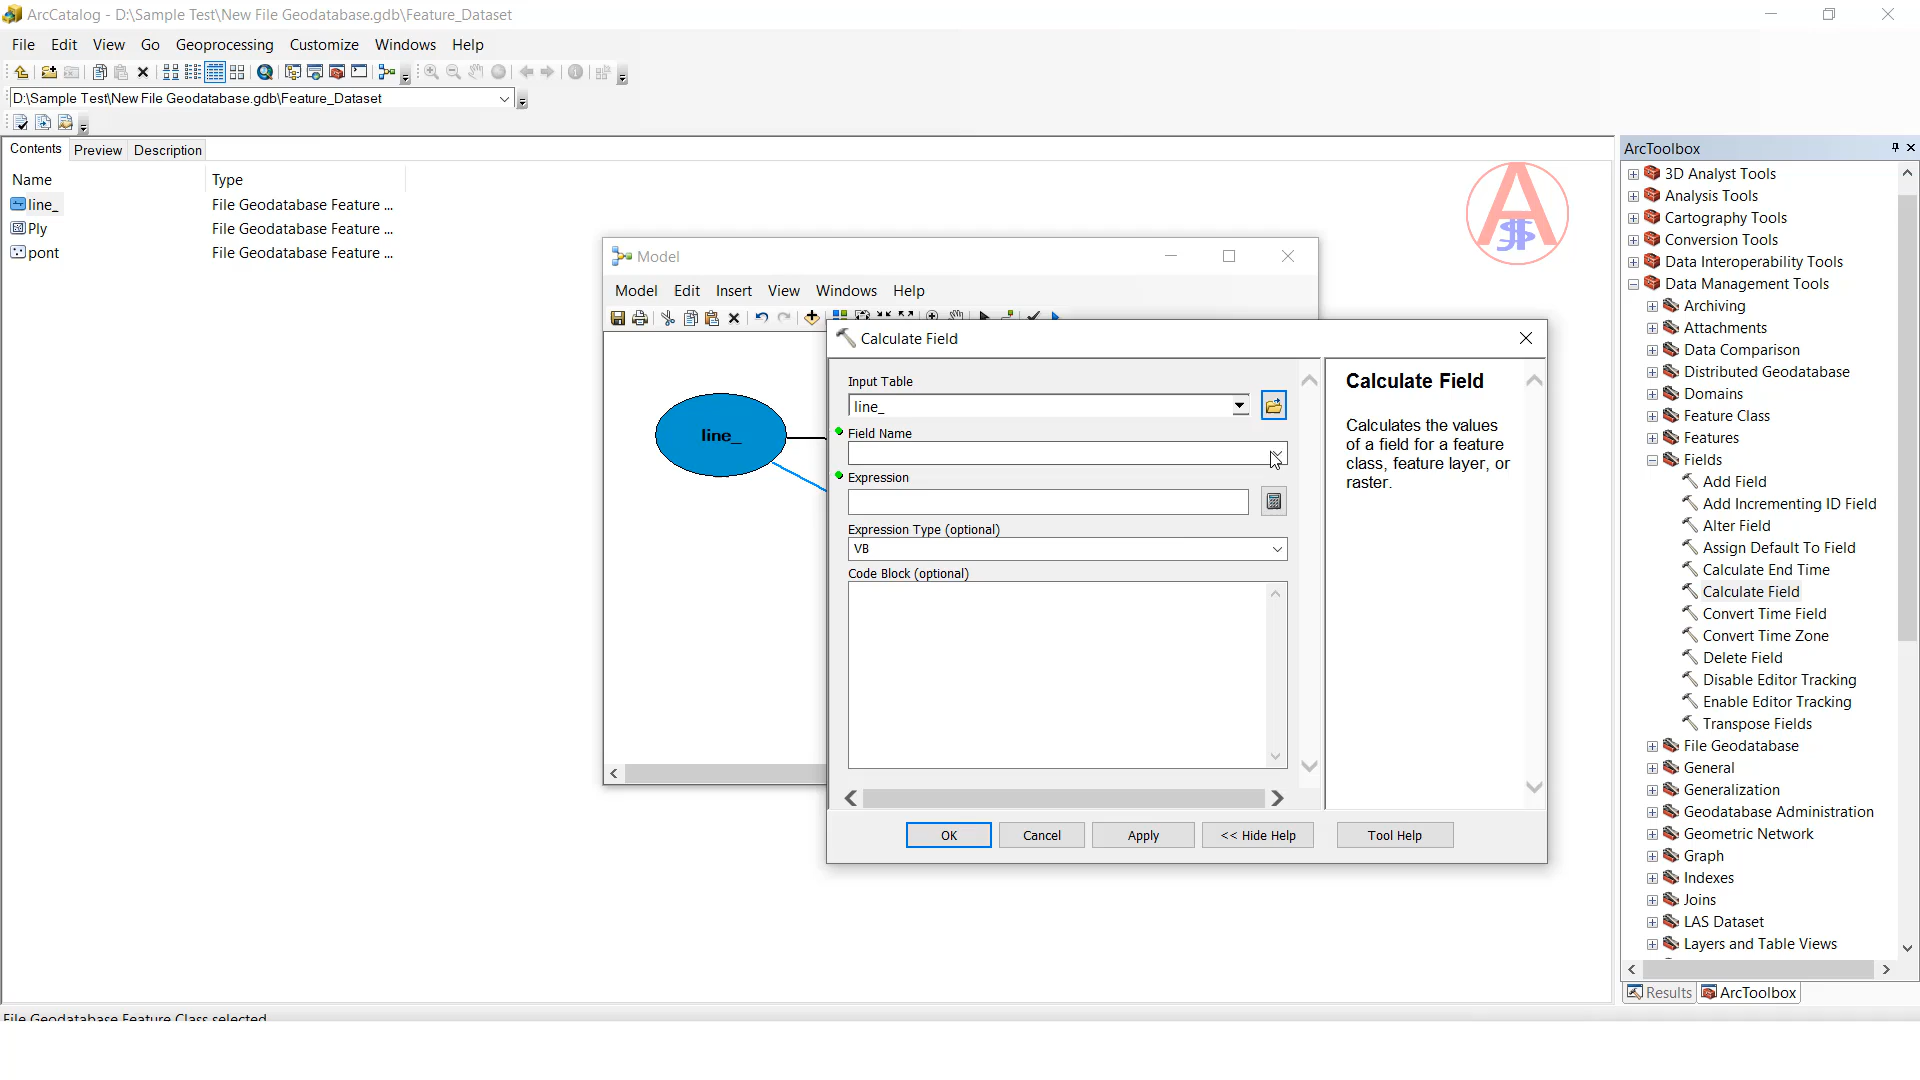 ArcCatalog - D:\Sample Test\New File Geodatabase.gdb\Feature_Dataset
File Edit View Go Geoprocessing Customize Windows Help
D:\Sample Test\New File Geodatabase.gdb\Feature_Dataset
Contents Preview Description
Name Type
line_ File Geodatabase Feature ...
Ply File Geodatabase Feature ...
pont File Geodatabase Feature ...
Model
Model Edit Insert View Windows Help
line_
Calculate Field
Input Table
line_
Field Name
Expression
Expression Type (optional)
VB
Code Block (optional)
OK Cancel Apply << Hide Help Tool Help
Calculate Field
Calculates the values
of a field for a feature
class, feature layer, or
raster.
ArcToolbox
3D Analyst Tools
Analysis Tools
Cartography Tools
Conversion Tools
Data Interoperability Tools
Data Management Tools
Archiving
Attachments
Data Comparison
Distributed Geodatabase
Domains
Feature Class
Features
Fields
Add Field
Add Incrementing ID Field
Alter Field
Assign Default To Field
Calculate End Time
Calculate Field
Convert Time Field
Convert Time Zone
Delete Field
Disable Editor Tracking
Enable Editor Tracking
Transpose Fields
File Geodatabase
General
Generalization
Geodatabase Administration
Geometric Network
Graph
Indexes
Joins
LAS Dataset
Layers and Table Views
Results ArcToolbox
File Geodatabase Feature Class selected